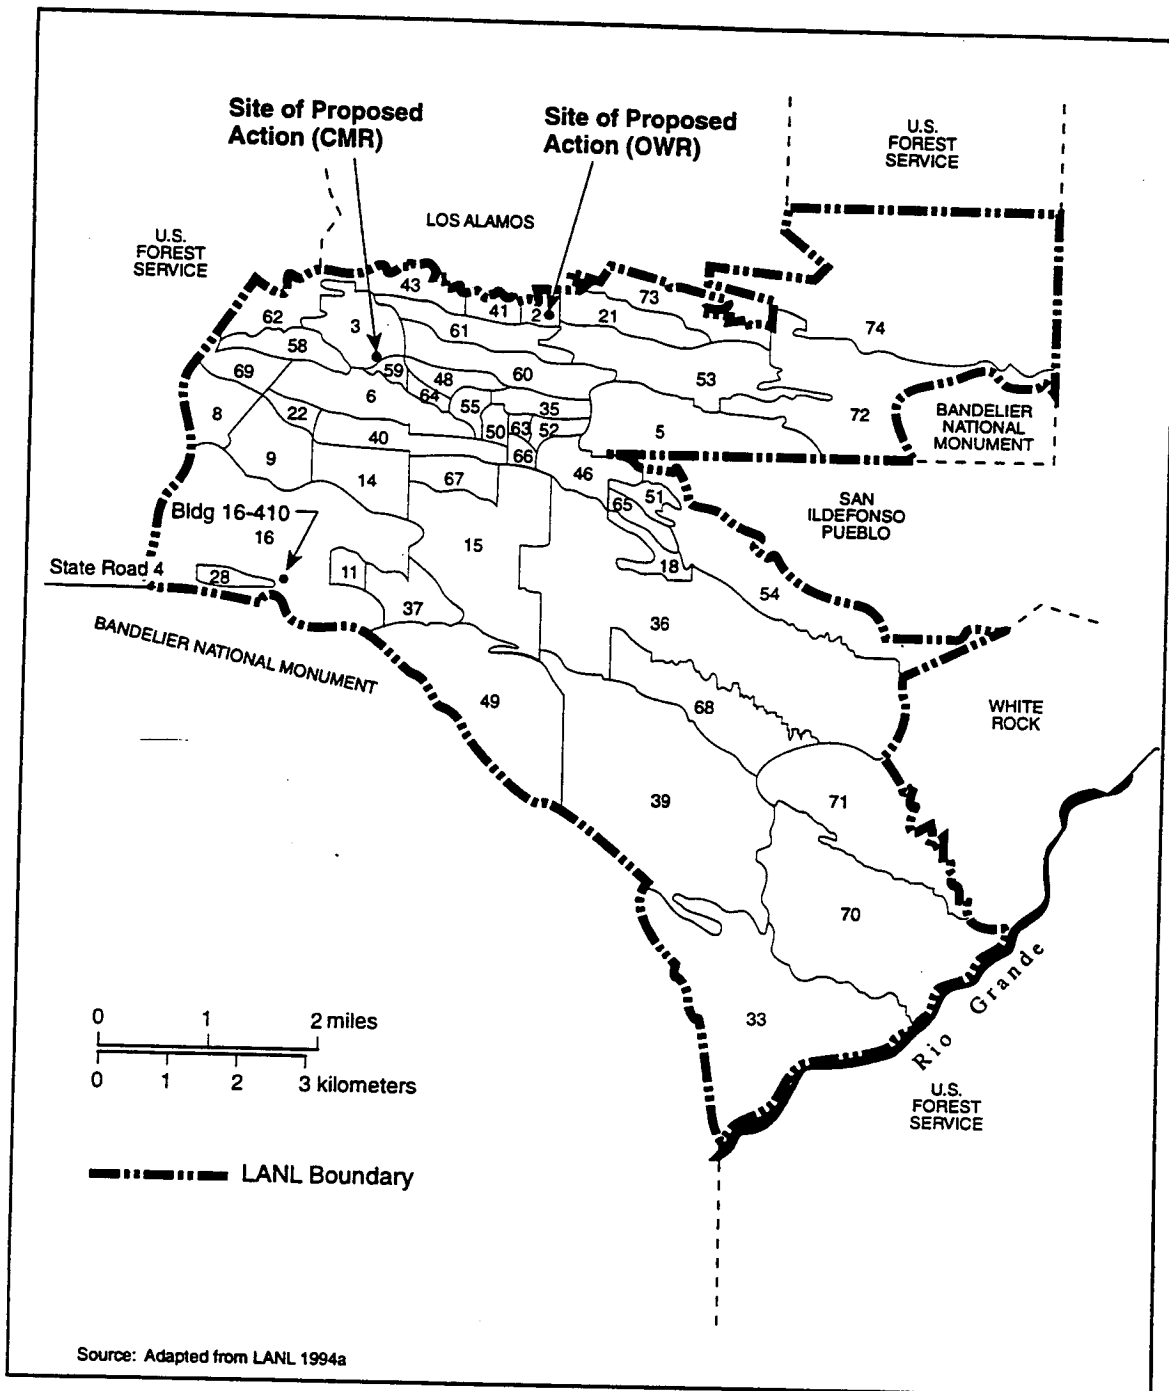 Site of Proposed
Action (CMR)
Site of Proposed
Action (OWR)
U.S.
FOREST
SERVICE
LOS ALAMOS
U.S.
FOREST
SERVICE
43
73
41
2
21
62
3
61
74
58
59
48
60
53
69
6
64
55
35
72
BANDELIER
NATIONAL
MONUMENT
8
22
40
50
63
52
5
66
9
14
67
46
51
65
SAN
ILDEFONSO
PUEBLO
Bldg 16-410
16
15
State Road 4
28
11
18
54
37
36
BANDELIER NATIONAL MONUMENT
49
68
WHITE
ROCK
39
71
70
33
Rio Grande
U.S.
FOREST
SERVICE
0 1 2 miles
0 1 2 3 kilometers
LANL Boundary
Source: Adapted from LANL 1994a